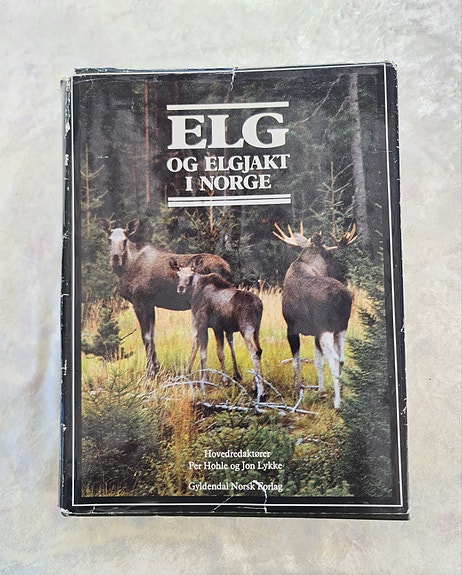 ELG
OG ELGJAKT
I NORGE
Hovedredaktører
Per Hohle og Jon Lykke
Gyldendal Norsk Forlag